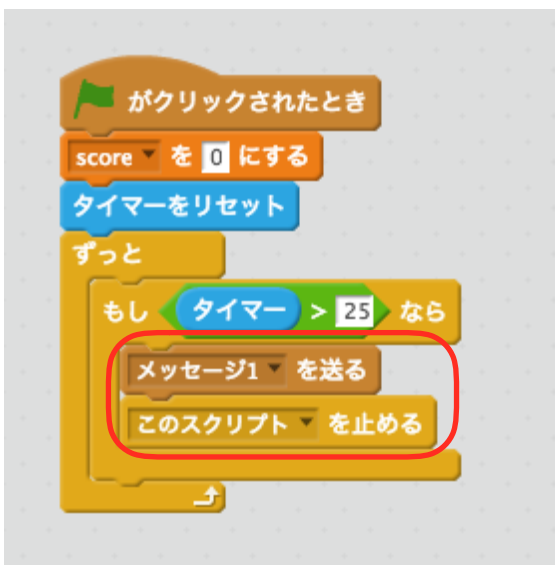 がクリックされたとき
score を 0 にする
タイマーをリセット
ずっと
もし タイマー > 25 なら
メッセージ1 を送る
このスクリプト を止める